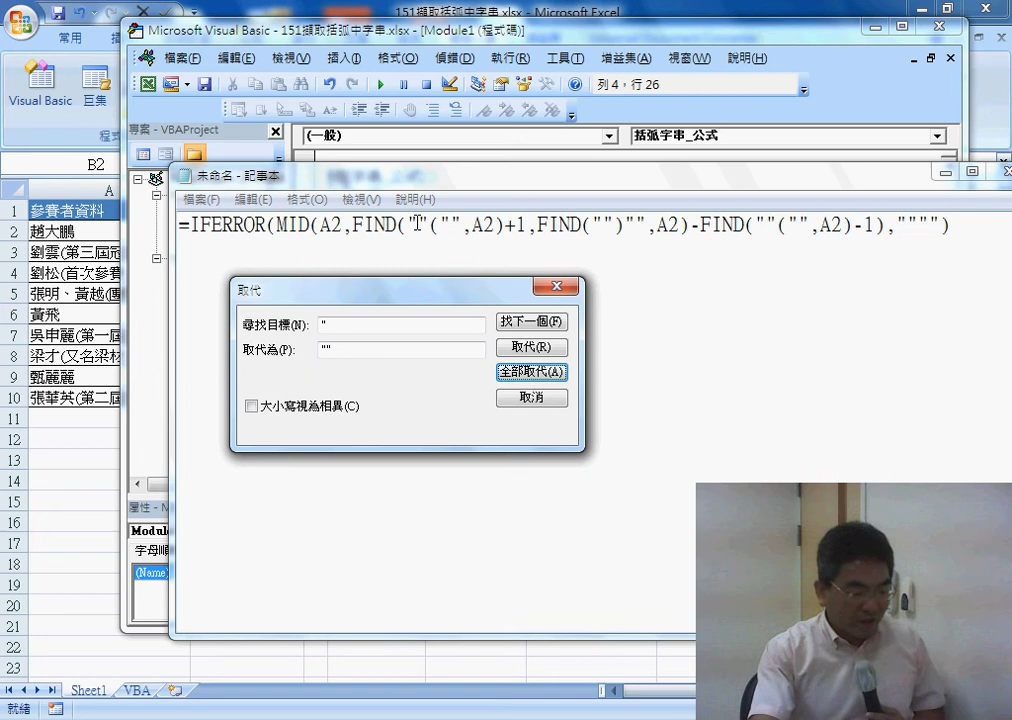 151擷取括弧中字串.xlsx - Microsoft Excel
常用
Microsoft Visual Basic - 151擷取括弧中字串.xlsx - [Module1 (程式碼)]
檔案(F) 編輯(E) 檢視(V) 插入(I) 格式(O) 偵錯(D) 執行(R) 工具(T) 增益集(A) 視窗(W) 說明(H)
列 4，行 26
Visual Basic 巨集
專案 - VBAProject
(一般)
括弧字串_公式
B2
未命名 - 記事本
檔案(F) 編輯(E) 格式(O) 檢視(V) 說明(H)
=IFERROR(MID(A2,FIND(""("",A2)+1,FIND("")"",A2)-FIND(""("",A2)-1),"""")
A
1 參賽者資料
2 趙大鵬
3 劉雲(第三屆冠
4 劉松(首次參賽
5 張明、黃越(團
6 黃飛
7 吳申麗(第一屆
8 梁才(又名梁材
9 甄麗麗
10 張華英(第二屆
11
12
13
14
15
16
17
18
19
20
21
22
23
取代
尋找目標(N): "
找下一個(F)
取代為(P): ""
取代(R)
全部取代(A)
取消
大小寫視為相異(C)
屬性 - M
Module
字母順
(Name)
Sheet1 VBA
就緒